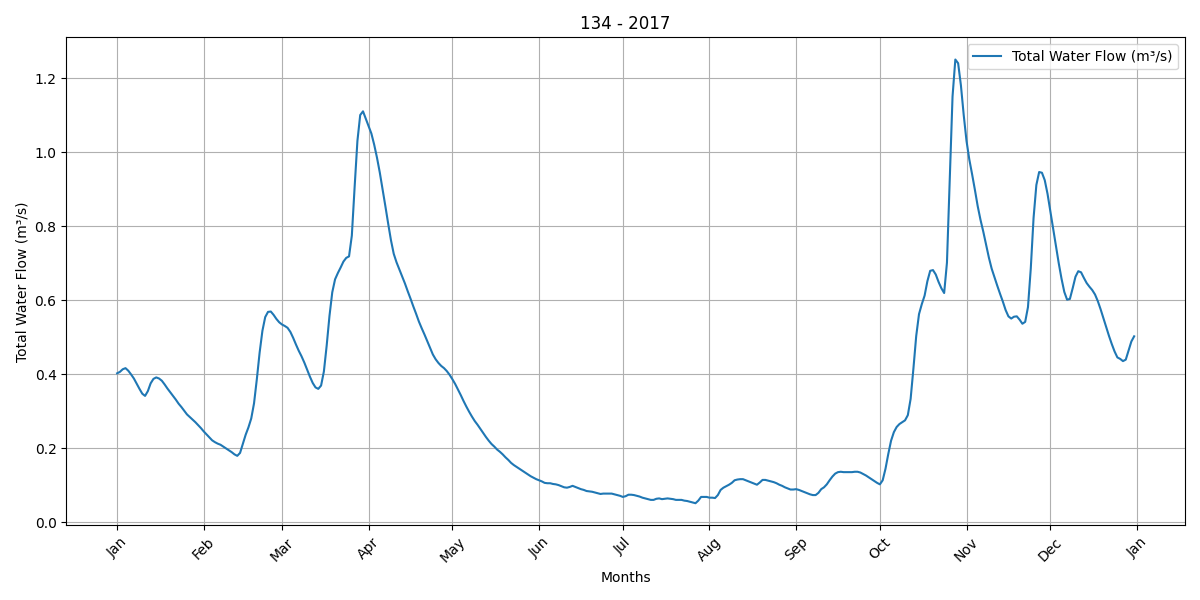 134 - 2017
Total Water Flow (m³/s)
Total Water Flow (m³/s)
1.2
1.0
0.8
0.6
0.4
0.2
0.0
Jan
Feb
Mar
Apr
May
Jun
Jul
Aug
Sep
Oct
Nov
Dec
Jan
Months